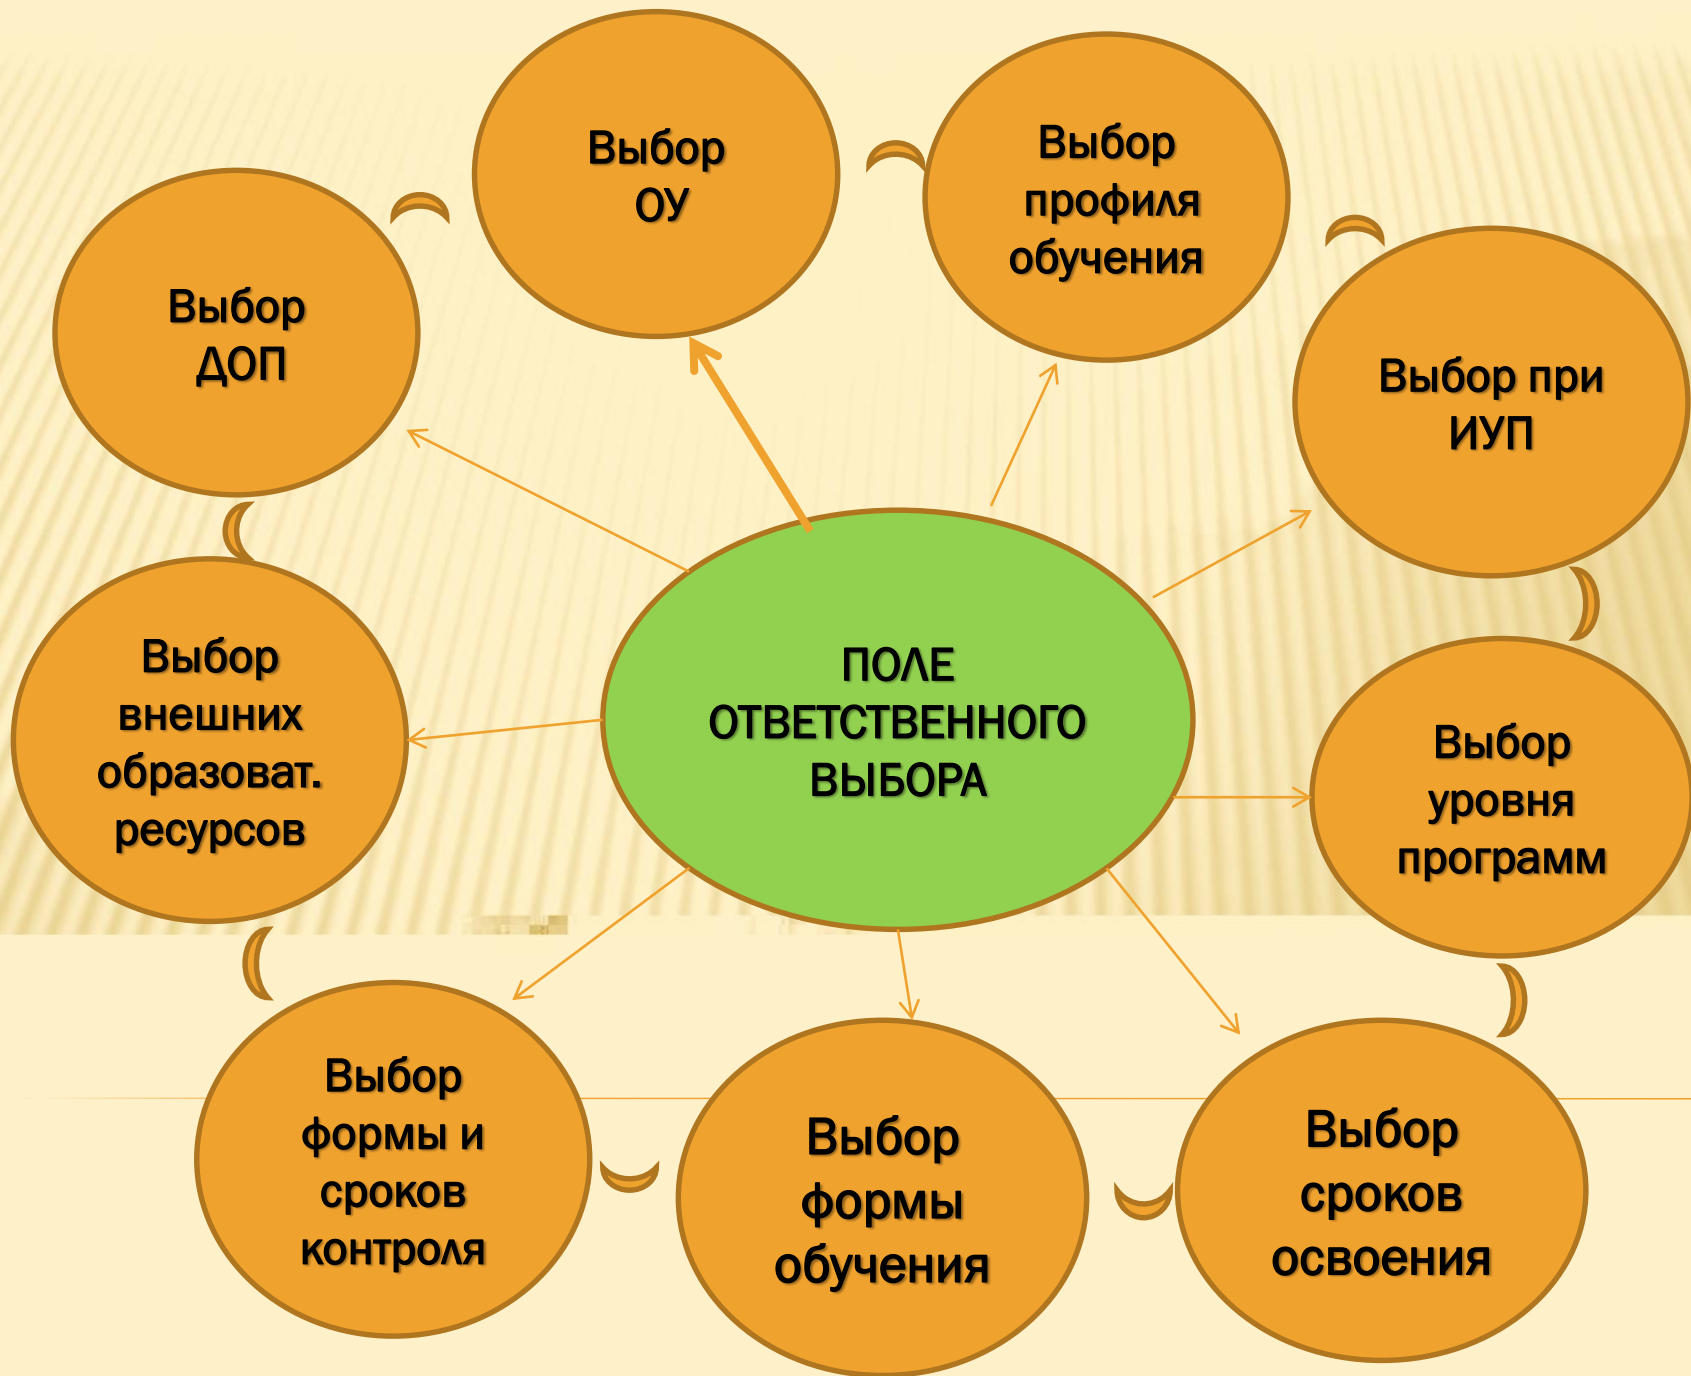 Выбор
ОУ
Выбор
профиля
обучения
Выбор
ДОП
Выбор при
ИУП
Выбор
внешних
образоват.
ресурсов
ПОЛЕ
ОТВЕТСТВЕННОГО
ВЫБОРА
Выбор
уровня
программ
Выбор
формы и
сроков
контроля
Выбор
формы
обучения
Выбор
сроков
освоения